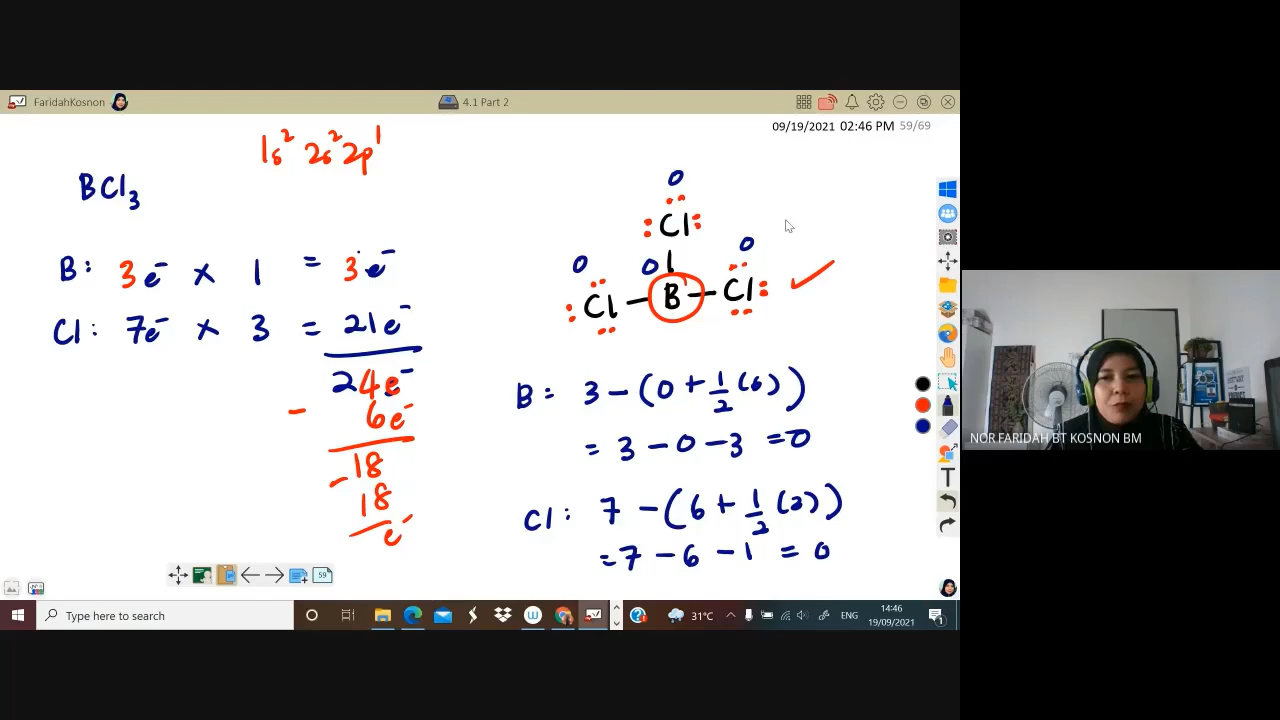 FaridahKosnon
4.1 Part 2
09/19/2021 02:46 PM 59/69
1s² 2s² 2p¹
BCl₃
B: 3e⁻ × 1 = 3e⁻
Cl: 7e⁻ × 3 = 21e⁻
24e⁻
− 6e⁻
18
− 18
e⁻
0
:Cl:
0 0 0
:Cl — B — Cl:
B = 3 − (0 + 1/2 (6))
= 3 − 0 − 3 = 0
Cl: 7 − (6 + 1/2 (2))
= 7 − 6 − 1 = 0
NOR FARIDAH BT KOSNON BM
T
59
Type here to search
31°C
ENG
14:46
19/09/2021
1